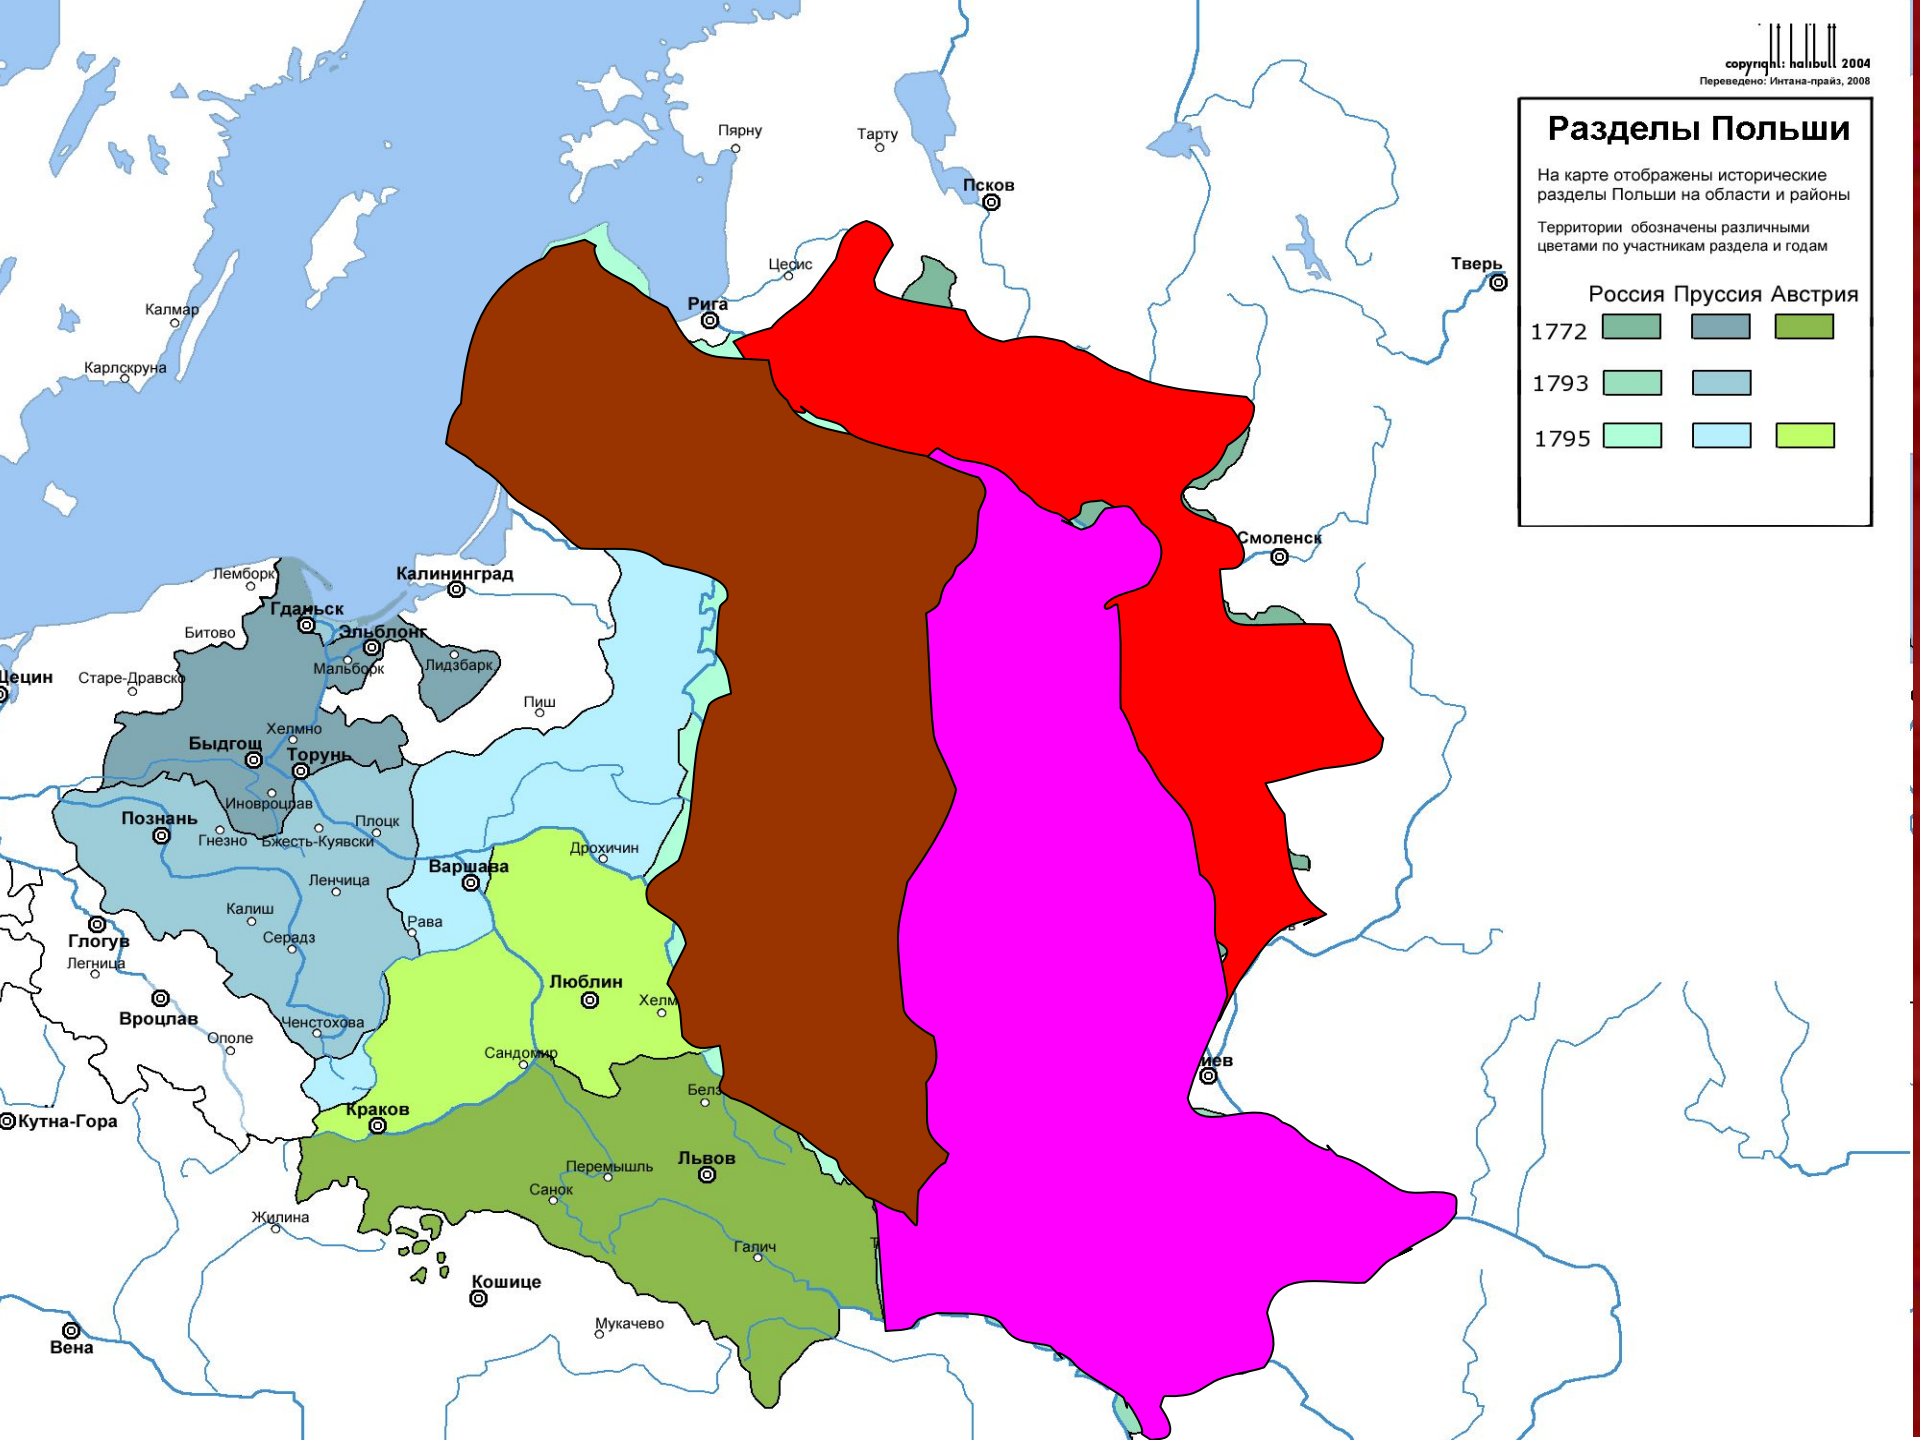 copyright: halibutt 2004
Переведено: Интана-прайз, 2008
Разделы Польши
На карте отображены исторические
разделы Польши на области и районы
Территории обозначены различными
цветами по участникам раздела и годам
Россия Пруссия Австрия
1772
1793
1795
Пярну
Тарту
Псков
Цесис
Тверь
Рига
Калмар
Карлскруна
Смоленск
Лемборк
Калининград
Гданьск
Эльблонг
Битово
Мальборк
Лидзбарк
Щецин
Старе-Дравско
Пиш
Хелмно
Быдгощ
Торунь
Иновроцлав
Познань
Гнезно
Бжесть-Куявски
Плоцк
Дрохичин
Варшава
Ленчица
Калиш
Рава
Серадз
Глогув
Легница
Люблин
Хелм
Вроцлав
Ченстохова
Ополе
Сандомир
иев
Белз
Краков
Кутна-Гора
Перемышль
Львов
Санок
Жилина
Галич
Кошице
Мукачево
Вена